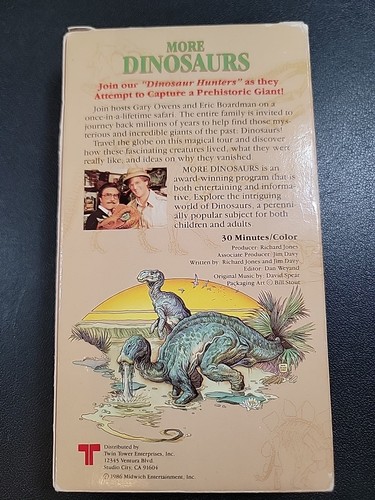 MORE
DINOSAURS
Join our "Dinosaur Hunters" as they
Attempt to Capture a Prehistoric Giant!
Join hosts Gary Owens and Eric Boardman on a
once-in-a-lifetime safari. The entire family is invited to
journey back millions of years to help find those mys-
terious and incredible giants of the past: Dinosaurs!
Travel the globe on this magical tour and discover
how these fascinating creatures lived, what they were
really like, and ideas on why they vanished.
MORE DINOSAURS is an
award-winning program that is
both entertaining and informa-
tive. Explore the intriguing
world of Dinosaurs, a perenni-
ally popular subject for both
children and adults.
30 Minutes/Color
Producer: Richard Jones
Associate Producer: Jim Davy
Written by: Richard Jones and Jim Davy
Editor: Dan Weyand
Original Music by: David Spear
Packaging Art © Bill Stout
Distributed by
Twin Tower Enterprises, Inc.
12345 Ventura Blvd.
Studio City, CA 91604
© 1986 Midwich Entertainment, Inc.